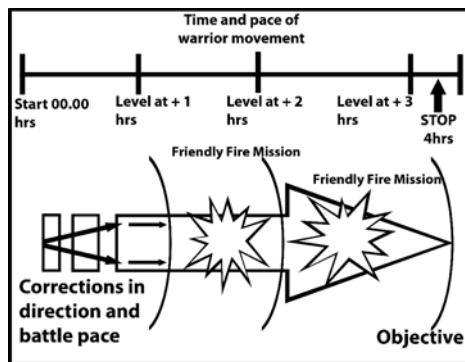 Time and pace of
warrior movement
Start 00.00
hrs
Level at + 1
hrs
Level at + 2
hrs
Level at + 3
hrs
STOP
4hrs
Friendly Fire Mission
Friendly Fire Mission
Corrections in
direction and
battle pace
Objective